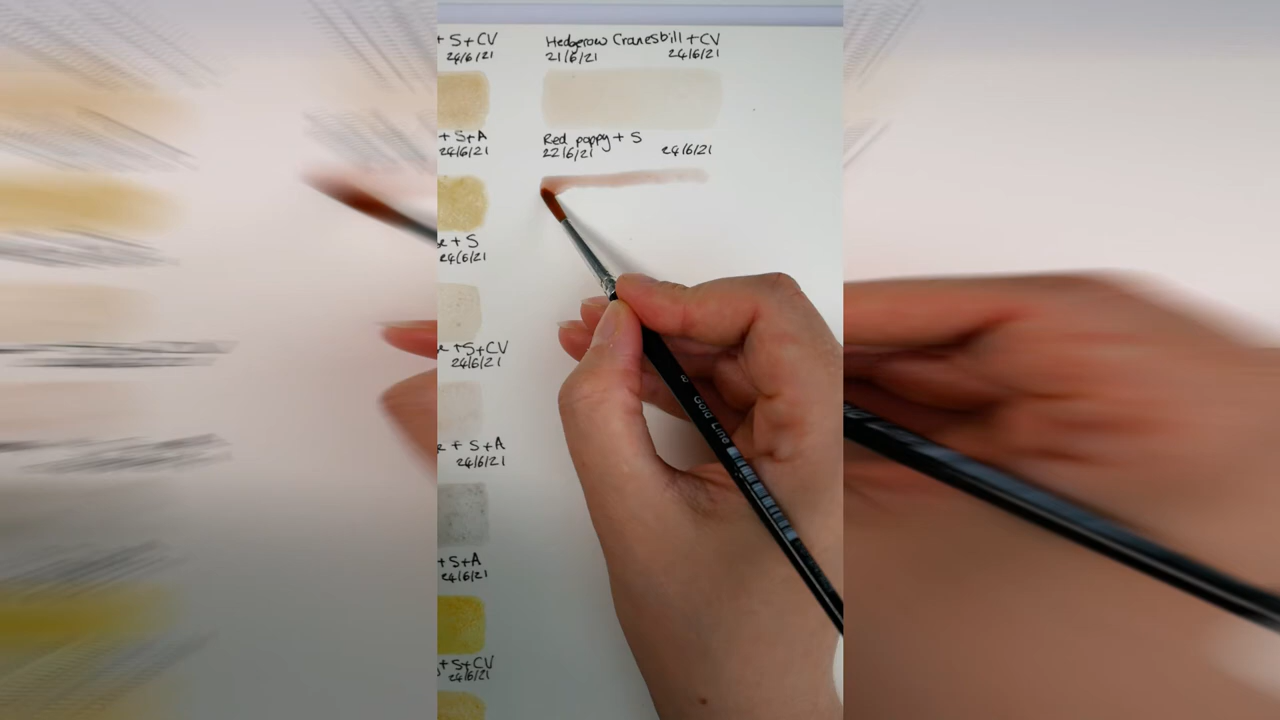 + S+CV
24/6/21
+ S+A
24/6/21
+ S
24/6/21
+S+CV
24/6/21
+ S+A
24/6/21
+ S+A
24/6/21
+ S+CV
24/6/21
Hedgerow Cranesbill +CV
21/6/21 24/6/21
Red poppy + S
22/6/21 24/6/21
8 Gold Line